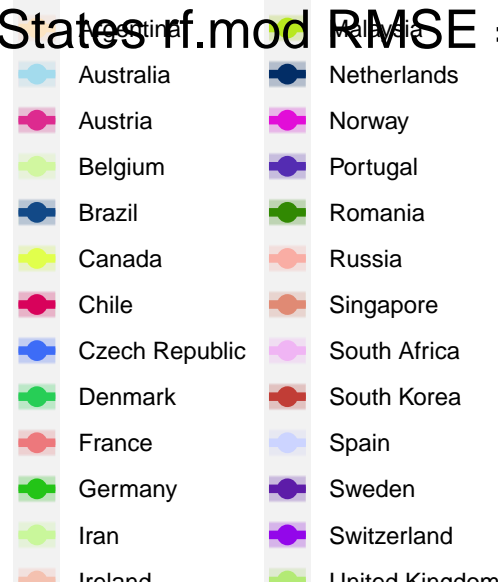 States rf.mod RMSE :
Argentina
Australia
Austria
Belgium
Brazil
Canada
Chile
Czech Republic
Denmark
France
Germany
Iran
Ireland
Malaysia
Netherlands
Norway
Portugal
Romania
Russia
Singapore
South Africa
South Korea
Spain
Sweden
Switzerland
United Kingdom